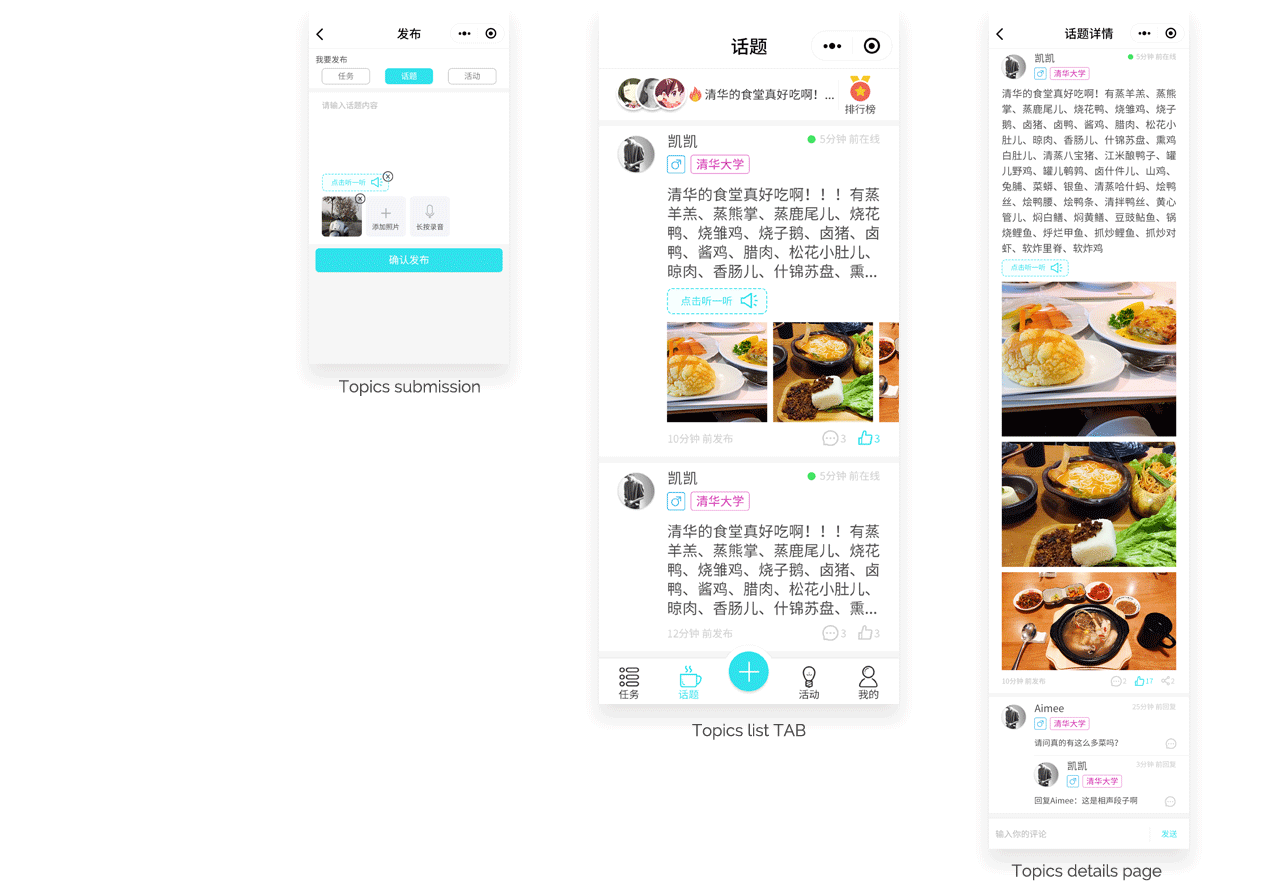 发布
我要发布
任务
话题
活动
请输入话题内容
点击听一听
添加照片
长按录音
确认发布
Topics submission
话题
清华的食堂真好吃啊！...
排行榜
凯凯
5分钟 前在线
清华大学
清华的食堂真好吃啊！！！有蒸
羊羔、蒸熊掌、蒸鹿尾儿、烧花
鸭、烧雏鸡、烧子鹅、卤猪、卤
鸭、酱鸡、腊肉、松花小肚儿、
晾肉、香肠儿、什锦苏盘、熏...
点击听一听
10分钟 前发布
3
3
凯凯
5分钟 前在线
清华大学
清华的食堂真好吃啊！！！有蒸
羊羔、蒸熊掌、蒸鹿尾儿、烧花
鸭、烧雏鸡、烧子鹅、卤猪、卤
鸭、酱鸡、腊肉、松花小肚儿、
晾肉、香肠儿、什锦苏盘、熏...
12分钟 前发布
3
3
任务
话题
活动
我的
Topics list TAB
话题详情
凯凯
5分钟 前在线
清华大学
清华的食堂真好吃啊！有蒸羊羔、蒸熊
掌、蒸鹿尾儿、烧花鸭、烧雏鸡、烧子
鹅、卤猪、卤鸭、酱鸡、腊肉、松花小
肚儿、晾肉、香肠儿、什锦苏盘、熏鸡
白肚儿、清蒸八宝猪、江米酿鸭子、罐
儿野鸡、罐儿鹌鹑、卤什件儿、山鸡、
兔脯、菜蟒、银鱼、清蒸哈什蚂、烩鸭
丝、烩鸭腰、烩鸭条、清拌鸭丝、黄心
管儿、焖白鳝、焖黄鳝、豆豉鲇鱼、锅
烧鲤鱼、烀烂甲鱼、抓炒鲤鱼、抓炒对
虾、软炸里脊、软炸鸡
点击听一听
10分钟 前发布
2
17
2
Aimee
25分钟 前回复
清华大学
请问真的有这么多菜吗？
凯凯
3分钟 前回复
清华大学
回复Aimee：这是相声段子啊
输入你的评论
发送
Topics details page